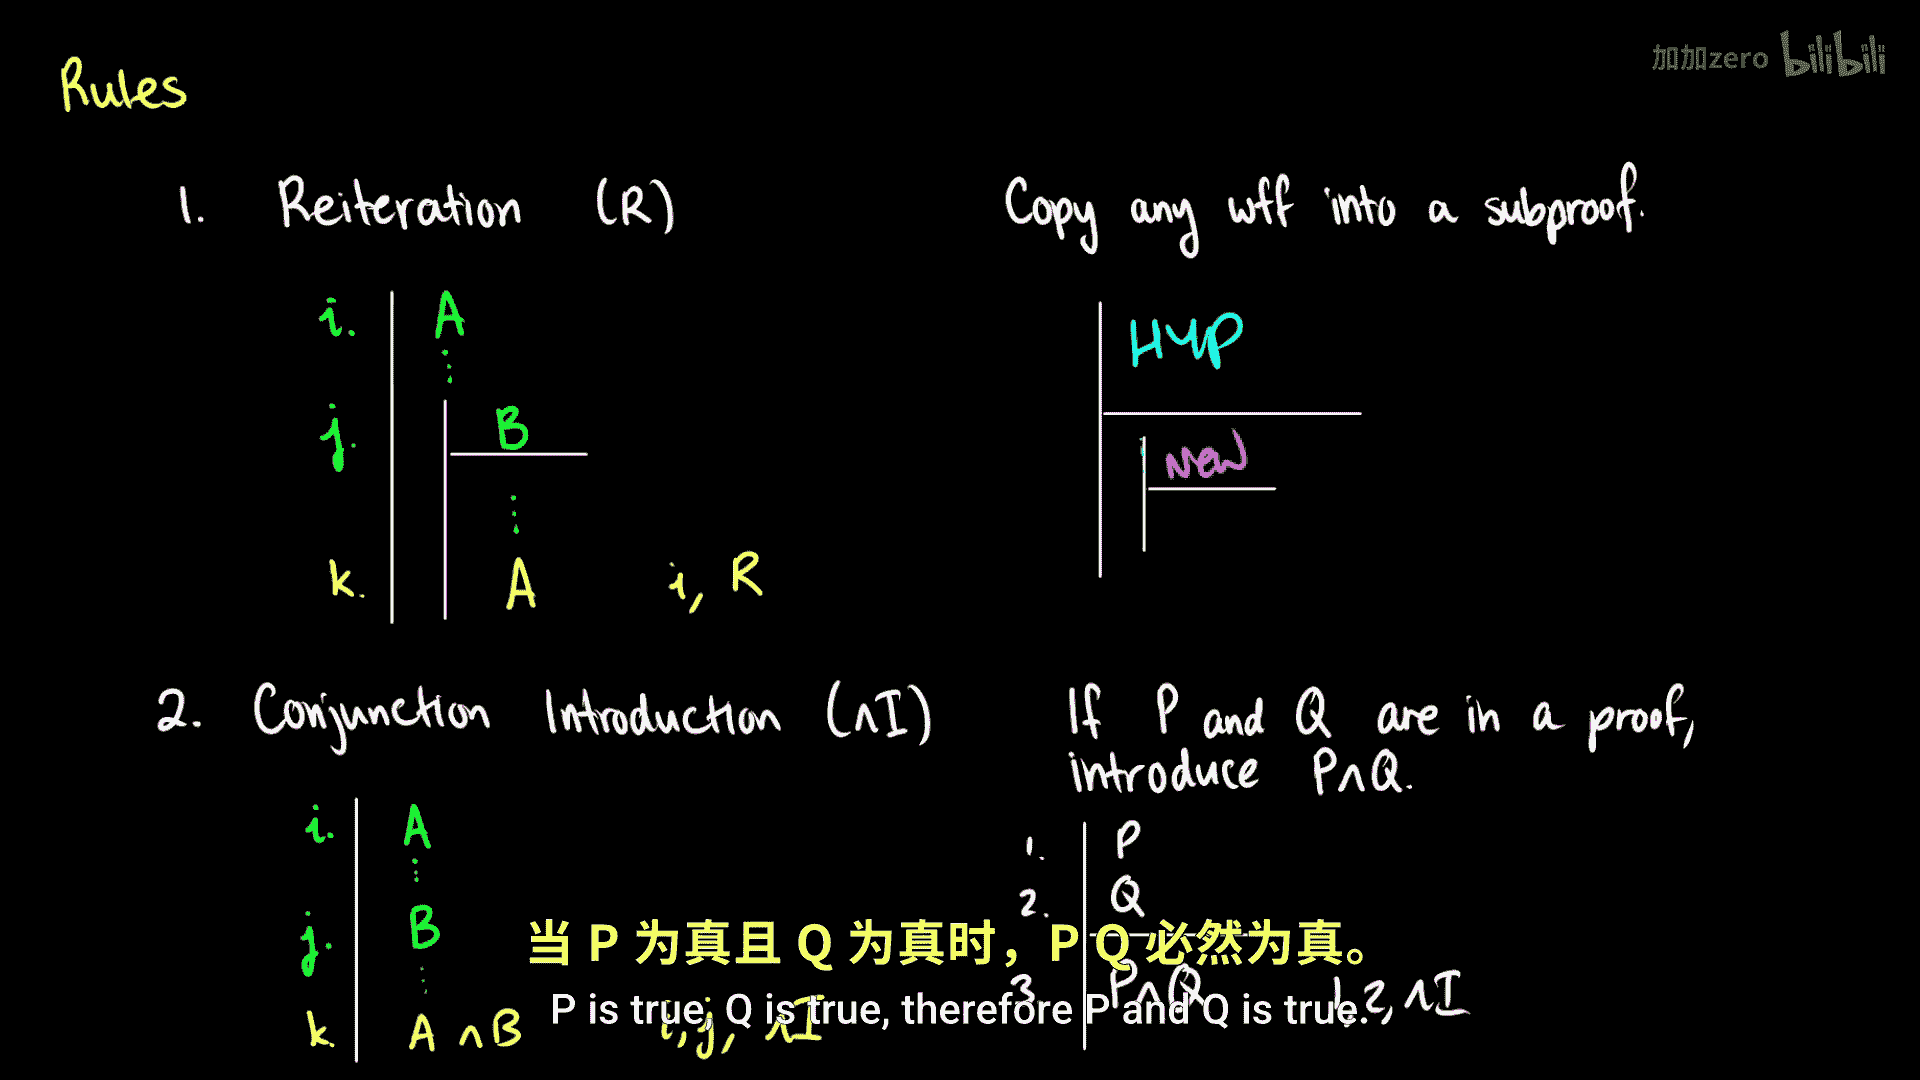 加加zero bilibili
Rules
1. Reiteration (R)
Copy any wff into a subproof.
i. A
j. B
k. A i, R
HYP
New
2. Conjunction Introduction (∧I)
If P and Q are in a proof,
introduce P∧Q.
i. A
j. B
k. A ∧ B i, j, ∧I
1. P
2. Q
3. P∧Q 1, 2, ∧I
当 P 为真且 Q 为真时，P Q 必然为真。
P is true, Q is true, therefore P and Q is true.